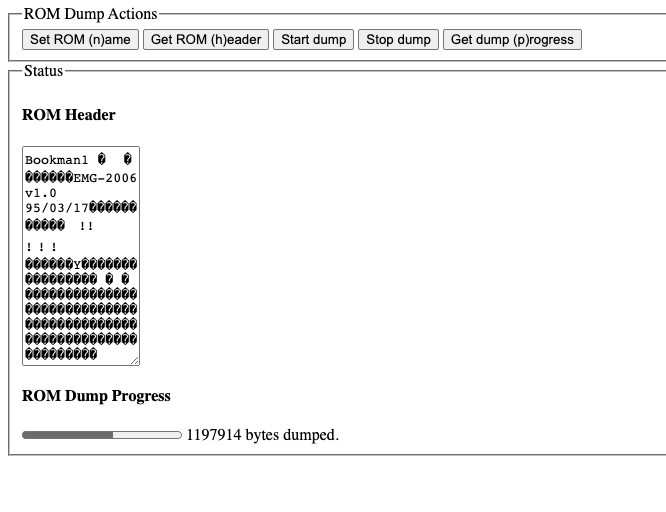 ROM Dump Actions
Set ROM (n)ame Get ROM (h)eader Start dump Stop dump Get dump (p)rogress
Status
ROM Header
Bookman1 � �
������EMG-2006
v1.0
95/03/17������
����� !!
! ! !
������Y�������
��������� � �
��������������
��������������
��������������
��������������
���������
ROM Dump Progress
1197914 bytes dumped.